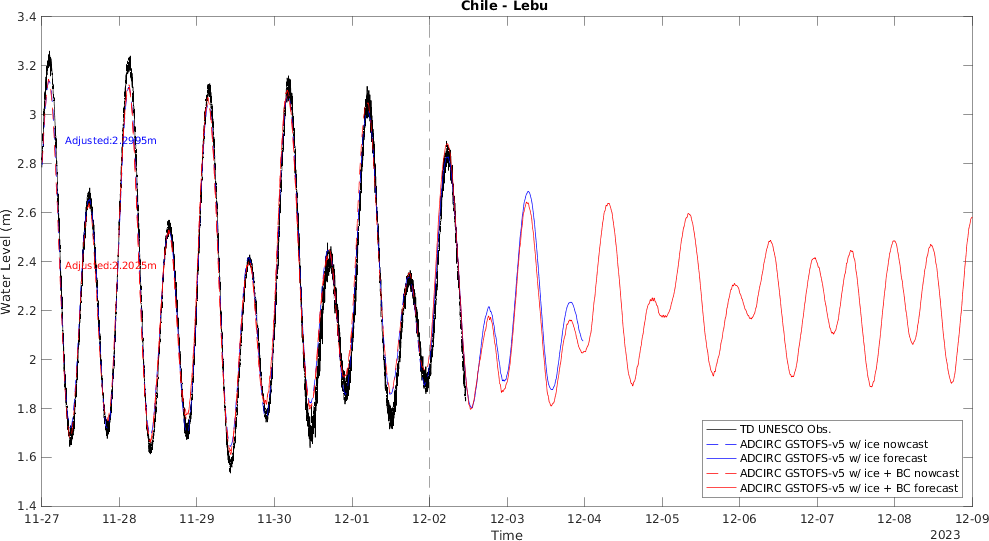 Chile - Lebu
3.4
3.2
3
2.8
2.6
2.4
2.2
2
1.8
1.6
1.4
Water Level (m)
Adjusted:2.2995m
Adjusted:2.2025m
TD UNESCO Obs.
ADCIRC GSTOFS-v5 w/ ice nowcast
ADCIRC GSTOFS-v5 w/ ice forecast
ADCIRC GSTOFS-v5 w/ ice + BC nowcast
ADCIRC GSTOFS-v5 w/ ice + BC forecast
11-27 11-28 11-29 11-30 12-01 12-02 12-03 12-04 12-05 12-06 12-07 12-08 12-09
Time
2023